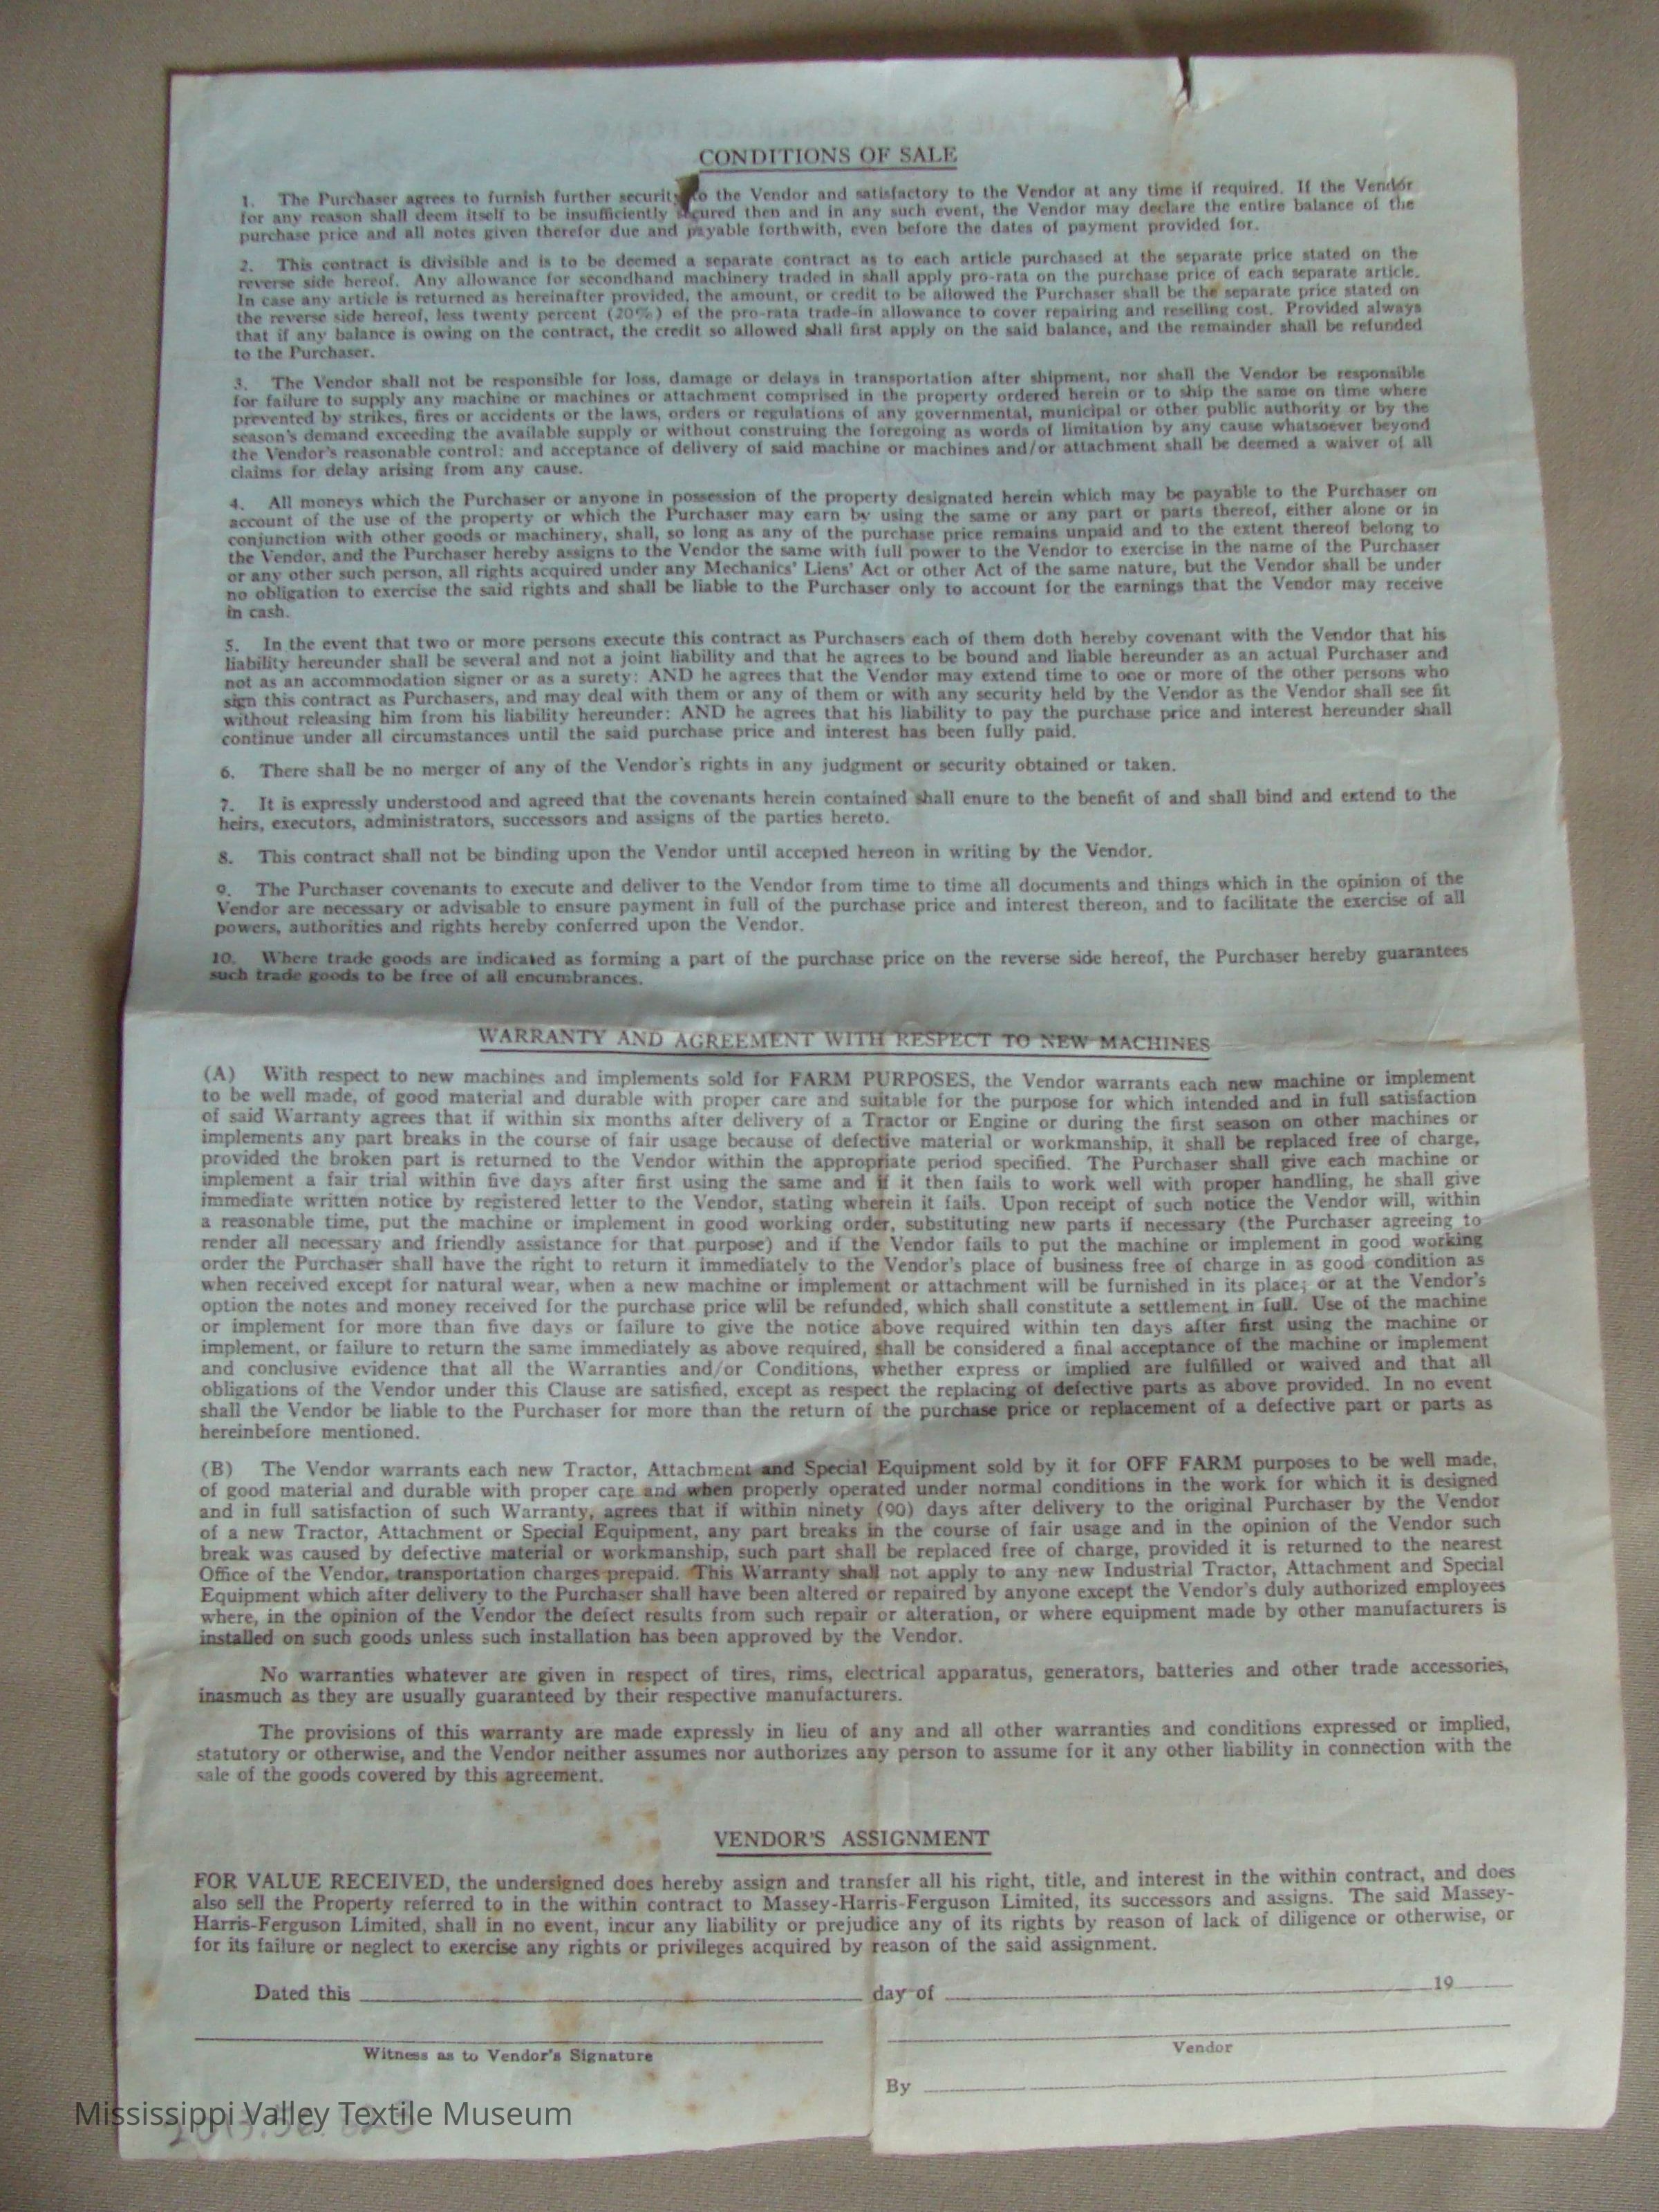 CONDITIONS OF SALE
1. The Purchaser agrees to furnish further security to the Vendor and satisfactory to the Vendor at any time if required. If the Vendor
for any reason shall deem itself to be insufficiently secured then and in any such event, the Vendor may declare the entire balance of the
purchase price and all notes given therefor due and payable forthwith, even before the dates of payment provided for.
2. This contract is divisible and is to be deemed a separate contract as to each article purchased at the separate price stated on the
reverse side hereof. Any allowance for secondhand machinery traded in shall apply pro-rata on the purchase price of each separate article.
In case any article is returned as hereinafter provided, the amount, or credit to be allowed the Purchaser shall be the separate price stated on
the reverse side hereof, less twenty percent (20%) of the pro-rata trade-in allowance to cover repairing and reselling cost. Provided always
that if any balance is owing on the contract, the credit so allowed shall first apply on the said balance, and the remainder shall be refunded
to the Purchaser.
3. The Vendor shall not be responsible for loss, damage or delays in transportation after shipment, nor shall the Vendor be responsible
for failure to supply any machine or machines or attachment comprised in the property ordered herein or to ship the same on time where
prevented by strikes, fires or accidents or the laws, orders or regulations of any governmental, municipal or other public authority or by the
season's demand exceeding the available supply or without construing the foregoing as words of limitation by any cause whatsoever beyond
the Vendor's reasonable control: and acceptance of delivery of said machine or machines and/or attachment shall be deemed a waiver of all
claims for delay arising from any cause.
4. All moneys which the Purchaser or anyone in possession of the property designated herein which may be payable to the Purchaser on
account of the use of the property or which the Purchaser may earn by using the same or any part or parts thereof, either alone or in
conjunction with other goods or machinery, shall, so long as any of the purchase price remains unpaid and to the extent thereof belong to
the Vendor, and the Purchaser hereby assigns to the Vendor the same with full power to the Vendor to exercise in the name of the Purchaser
or any other such person, all rights acquired under any Mechanics' Liens' Act or other Act of the same nature, but the Vendor shall be under
no obligation to exercise the said rights and shall be liable to the Purchaser only to account for the earnings that the Vendor may receive
in cash.
5. In the event that two or more persons execute this contract as Purchasers each of them doth hereby covenant with the Vendor that his
liability hereunder shall be several and not a joint liability and that he agrees to be bound and liable hereunder as an actual Purchaser and
not as an accommodation signer or as a surety: AND he agrees that the Vendor may extend time to one or more of the other persons who
sign this contract as Purchasers, and may deal with them or any of them or with any security held by the Vendor as the Vendor shall see fit
without releasing him from his liability hereunder: AND he agrees that his liability to pay the purchase price and interest hereunder shall
continue under all circumstances until the said purchase price and interest has been fully paid.
6. There shall be no merger of any of the Vendor's rights in any judgment or security obtained or taken.
7. It is expressly understood and agreed that the covenants herein contained shall enure to the benefit of and shall bind and extend to the
heirs, executors, administrators, successors and assigns of the parties hereto.
8. This contract shall not be binding upon the Vendor until accepted hereon in writing by the Vendor.
9. The Purchaser covenants to execute and deliver to the Vendor from time to time all documents and things which in the opinion of the
Vendor are necessary or advisable to ensure payment in full of the purchase price and interest thereon, and to facilitate the exercise of all
powers, authorities and rights hereby conferred upon the Vendor.
10. Where trade goods are indicated as forming a part of the purchase price on the reverse side hereof, the Purchaser hereby guarantees
such trade goods to be free of all encumbrances.
WARRANTY AND AGREEMENT WITH RESPECT TO NEW MACHINES
(A) With respect to new machines and implements sold for FARM PURPOSES, the Vendor warrants each new machine or implement
to be well made, of good material and durable with proper care and suitable for the purpose for which intended and in full satisfaction
of said Warranty agrees that if within six months after delivery of a Tractor or Engine or during the first season on other machines or
implements any part breaks in the course of fair usage because of defective material or workmanship, it shall be replaced free of charge,
provided the broken part is returned to the Vendor within the appropriate period specified. The Purchaser shall give each machine or
implement a fair trial within five days after first using the same and if it then fails to work well with proper handling, he shall give
immediate written notice by registered letter to the Vendor, stating wherein it fails. Upon receipt of such notice the Vendor will, within
a reasonable time, put the machine or implement in good working order, substituting new parts if necessary (the Purchaser agreeing to
render all necessary and friendly assistance for that purpose) and if the Vendor fails to put the machine or implement in good working
order the Purchaser shall have the right to return it immediately to the Vendor's place of business free of charge in as good condition as
when received except for natural wear, when a new machine or implement or attachment will be furnished in its place; or at the Vendor's
option the notes and money received for the purchase price wlil be refunded, which shall constitute a settlement in full. Use of the machine
or implement for more than five days or failure to give the notice above required within ten days after first using the machine or
implement, or failure to return the same immediately as above required, shall be considered a final acceptance of the machine or implement
and conclusive evidence that all the Warranties and/or Conditions, whether express or implied are fulfilled or waived and that all
obligations of the Vendor under this Clause are satisfied, except as respect the replacing of defective parts as above provided. In no event
shall the Vendor be liable to the Purchaser for more than the return of the purchase price or replacement of a defective part or parts as
hereinbefore mentioned.
(B) The Vendor warrants each new Tractor, Attachment and Special Equipment sold by it for OFF FARM purposes to be well made,
of good material and durable with proper care and when properly operated under normal conditions in the work for which it is designed
and in full satisfaction of such Warranty, agrees that if within ninety (90) days after delivery to the original Purchaser by the Vendor
of a new Tractor, Attachment or Special Equipment, any part breaks in the course of fair usage and in the opinion of the Vendor such
break was caused by defective material or workmanship, such part shall be replaced free of charge, provided it is returned to the nearest
Office of the Vendor, transportation charges prepaid. This Warranty shall not apply to any new Industrial Tractor, Attachment and Special
Equipment which after delivery to the Purchaser shall have been altered or repaired by anyone except the Vendor's duly authorized employees
where, in the opinion of the Vendor the defect results from such repair or alteration, or where equipment made by other manufacturers is
installed on such goods unless such installation has been approved by the Vendor.
No warranties whatever are given in respect of tires, rims, electrical apparatus, generators, batteries and other trade accessories,
inasmuch as they are usually guaranteed by their respective manufacturers.
The provisions of this warranty are made expressly in lieu of any and all other warranties and conditions expressed or implied,
statutory or otherwise, and the Vendor neither assumes nor authorizes any person to assume for it any other liability in connection with the
sale of the goods covered by this agreement.
VENDOR'S ASSIGNMENT
FOR VALUE RECEIVED, the undersigned does hereby assign and transfer all his right, title, and interest in the within contract, and does
also sell the Property referred to in the within contract to Massey-Harris-Ferguson Limited, its successors and assigns. The said Massey-
Harris-Ferguson Limited, shall in no event, incur any liability or prejudice any of its rights by reason of lack of diligence or otherwise, or
for its failure or neglect to exercise any rights or privileges acquired by reason of the said assignment.
Dated this day of 19
Witness as to Vendor's Signature
Vendor
By
Mississippi Valley Textile Museum